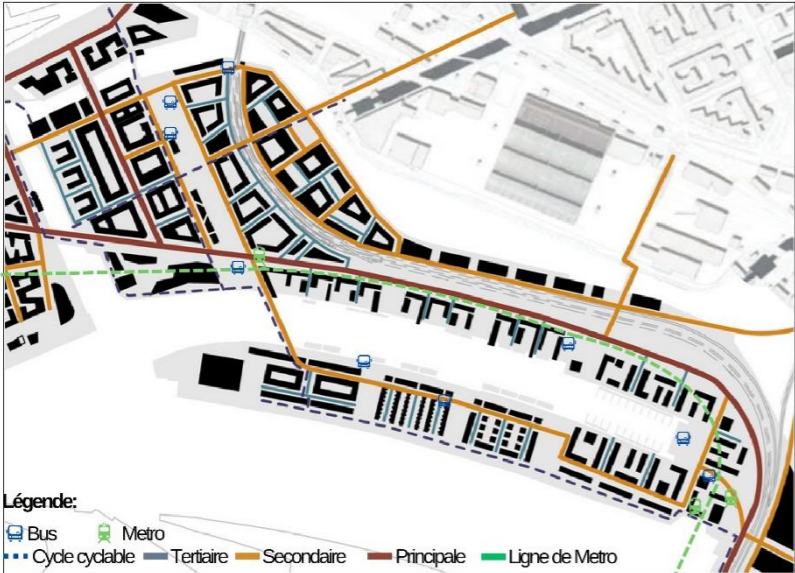 Légende:
Bus Metro
Cycle cyclable Tertiaire Secondaire Principale Ligne de Metro